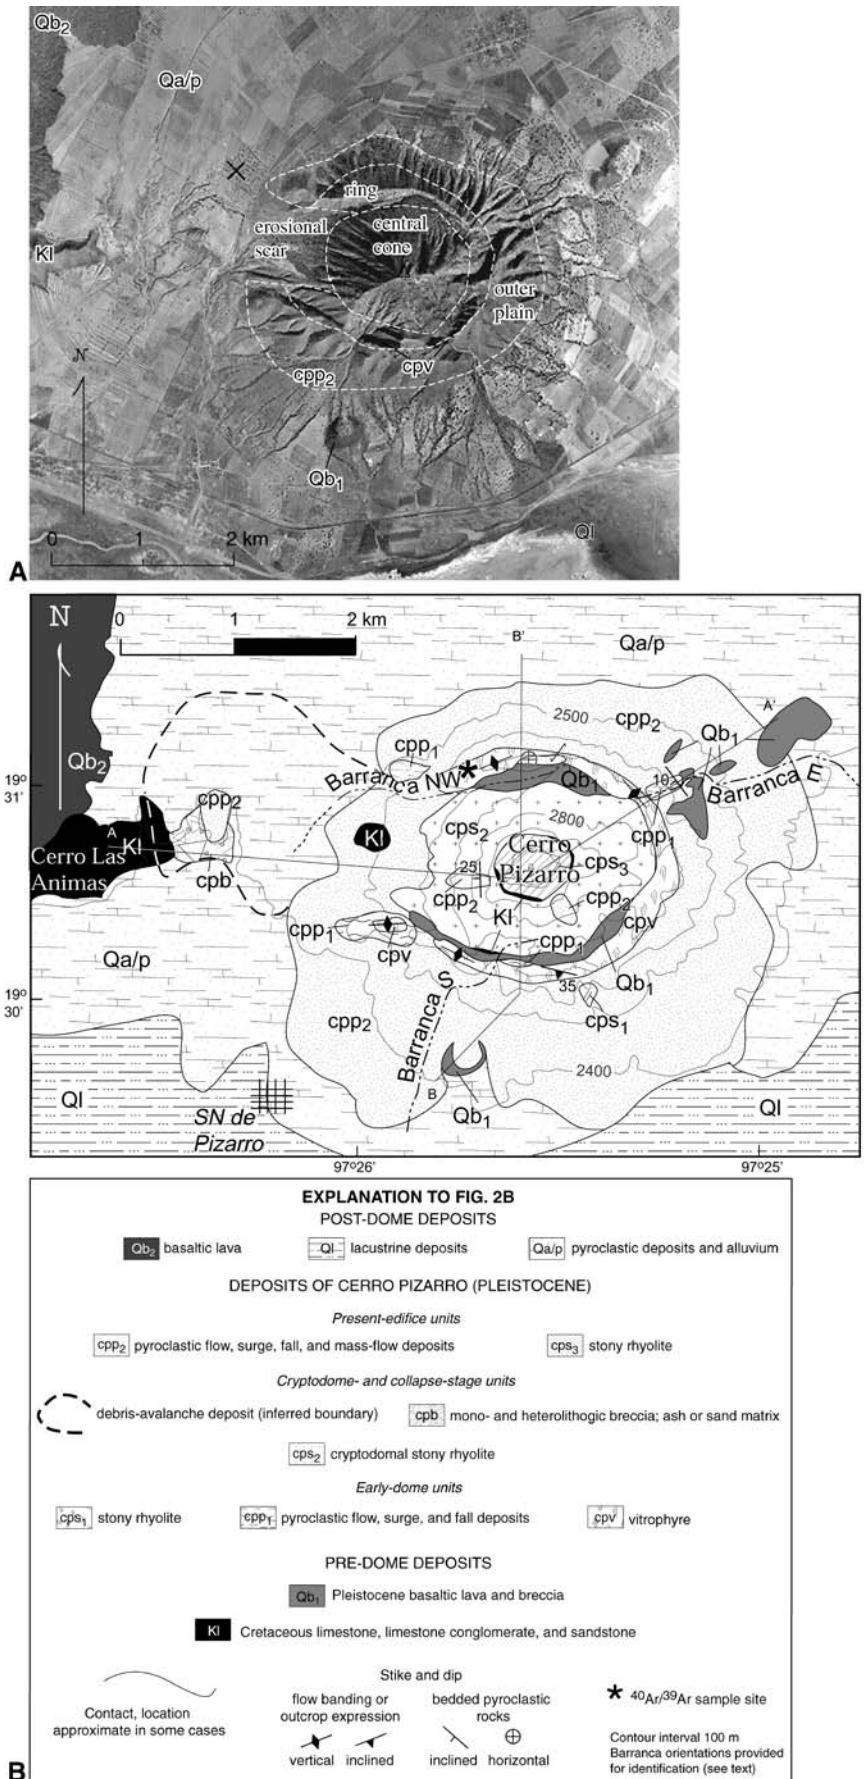 Qb2
Qa/p
ring
erosional
scar
central
cone
Kl
outer
plain
N
cpv
cpp2
Qb1
0 1 2 km
Ql
A
N
0 1 2 km
B'
Qa/p
2500
cpp2
A'
Qb1
cpp1
Qb2
Barranca NW
Qb1
10
Barranca E
19º
31'
cpp2
Kl
cps2
2800
cpp1
A
Kl
Cerro Las
Animas
Cerro
Pizarro
cps3
25
cpb
cpp2
cpp2
Kl
cpv
cpp1
cpv
cpp1
Qa/p
35
Qb1
19º
30'
cps1
cpp2
Barranca S
2400
B
Ql
Qb1
Ql
SN de
Pizarro
97º26'
97º25'
EXPLANATION TO FIG. 2B
POST-DOME DEPOSITS
Qb2 basaltic lava Ql lacustrine deposits Qa/p pyroclastic deposits and alluvium
DEPOSITS OF CERRO PIZARRO (PLEISTOCENE)
Present-edifice units
cpp2 pyroclastic flow, surge, fall, and mass-flow deposits cps3 stony rhyolite
Cryptodome- and collapse-stage units
debris-avalanche deposit (inferred boundary) cpb mono- and heterolithogic breccia; ash or sand matrix
cps2 cryptodomal stony rhyolite
Early-dome units
cps1 stony rhyolite cpp1 pyroclastic flow, surge, and fall deposits cpv vitrophyre
PRE-DOME DEPOSITS
Qb1 Pleistocene basaltic lava and breccia
Kl Cretaceous limestone, limestone conglomerate, and sandstone
Stike and dip
Contact, location
approximate in some cases
flow banding or
outcrop expression
vertical inclined
bedded pyroclastic
rocks
inclined horizontal
* 40Ar/39Ar sample site
Contour interval 100 m
Barranca orientations provided
for identification (see text)
B